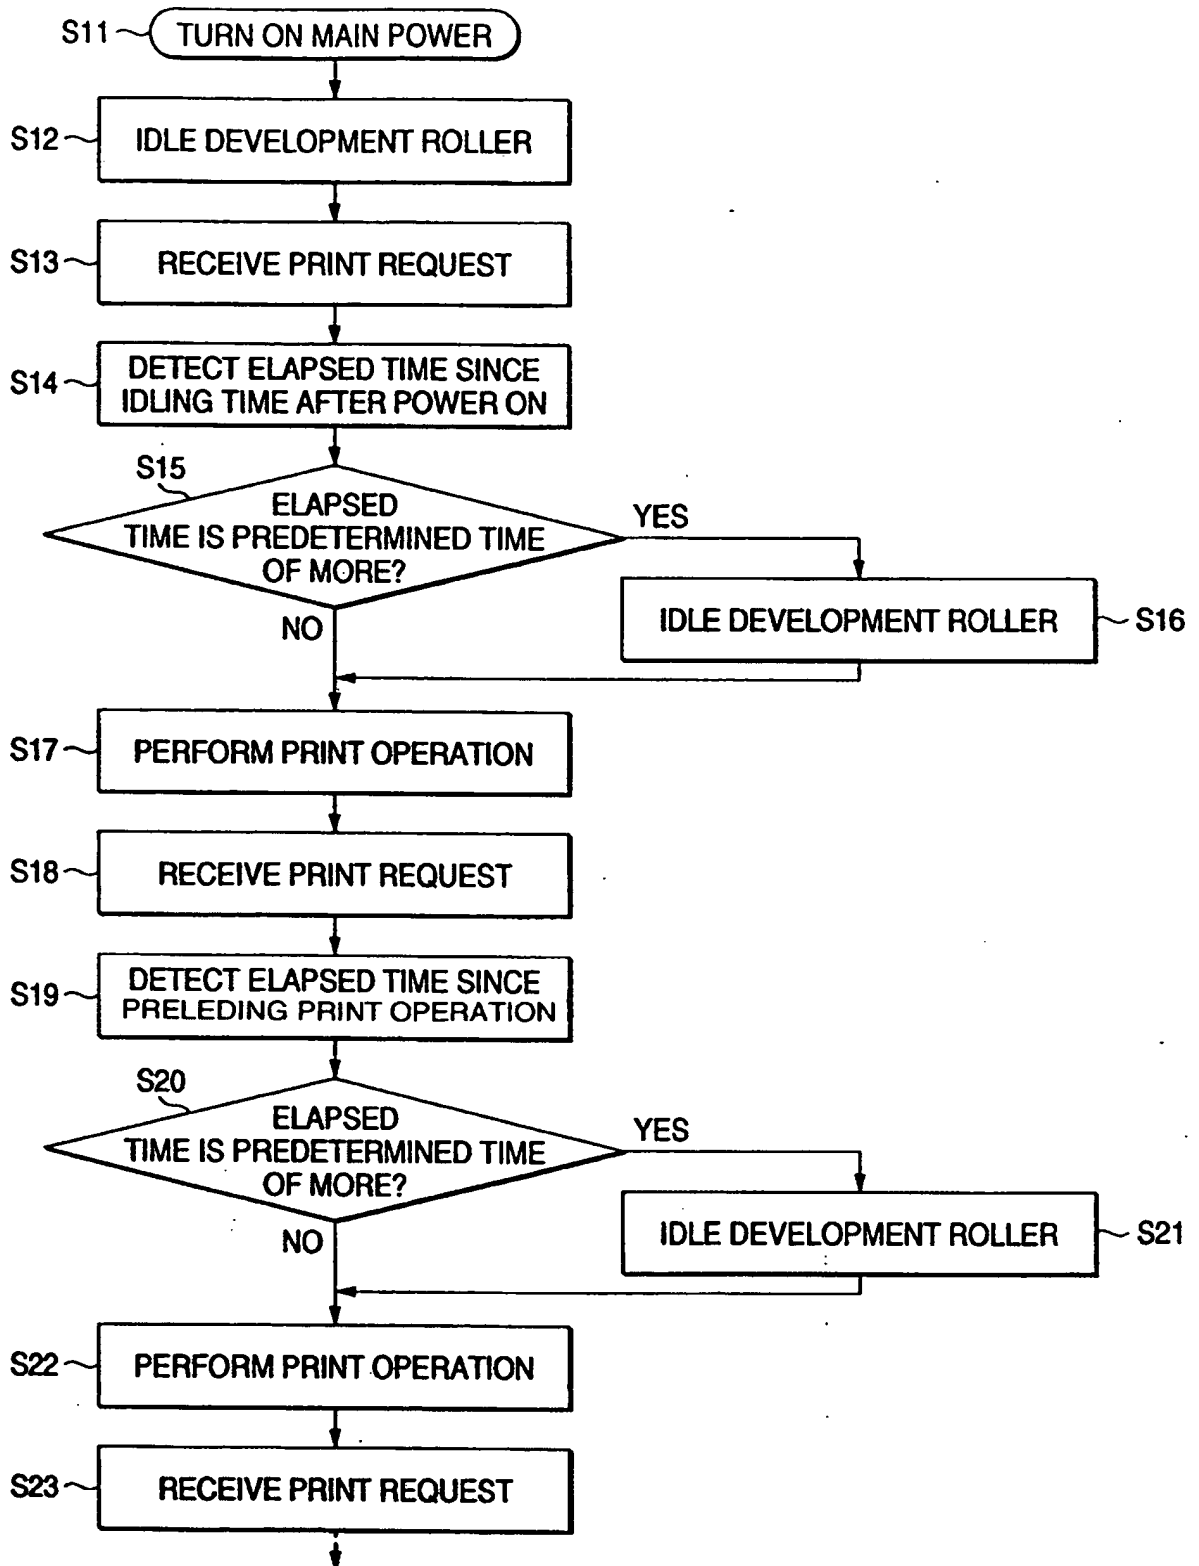 S11 TURN ON MAIN POWER
S12 IDLE DEVELOPMENT ROLLER
S13 RECEIVE PRINT REQUEST
S14 DETECT ELAPSED TIME SINCE
IDLING TIME AFTER POWER ON
S15
ELAPSED
TIME IS PREDETERMINED TIME
OF MORE?
YES
NO
IDLE DEVELOPMENT ROLLER S16
S17 PERFORM PRINT OPERATION
S18 RECEIVE PRINT REQUEST
S19 DETECT ELAPSED TIME SINCE
PRELEDING PRINT OPERATION
S20
ELAPSED
TIME IS PREDETERMINED TIME
OF MORE?
YES
NO
IDLE DEVELOPMENT ROLLER S21
S22 PERFORM PRINT OPERATION
S23 RECEIVE PRINT REQUEST